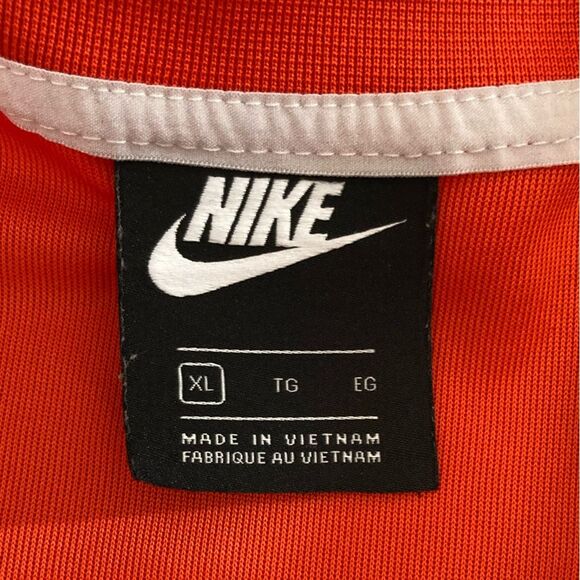 NIKE
XL TG EG
MADE IN VIETNAM
FABRIQUE AU VIETNAM